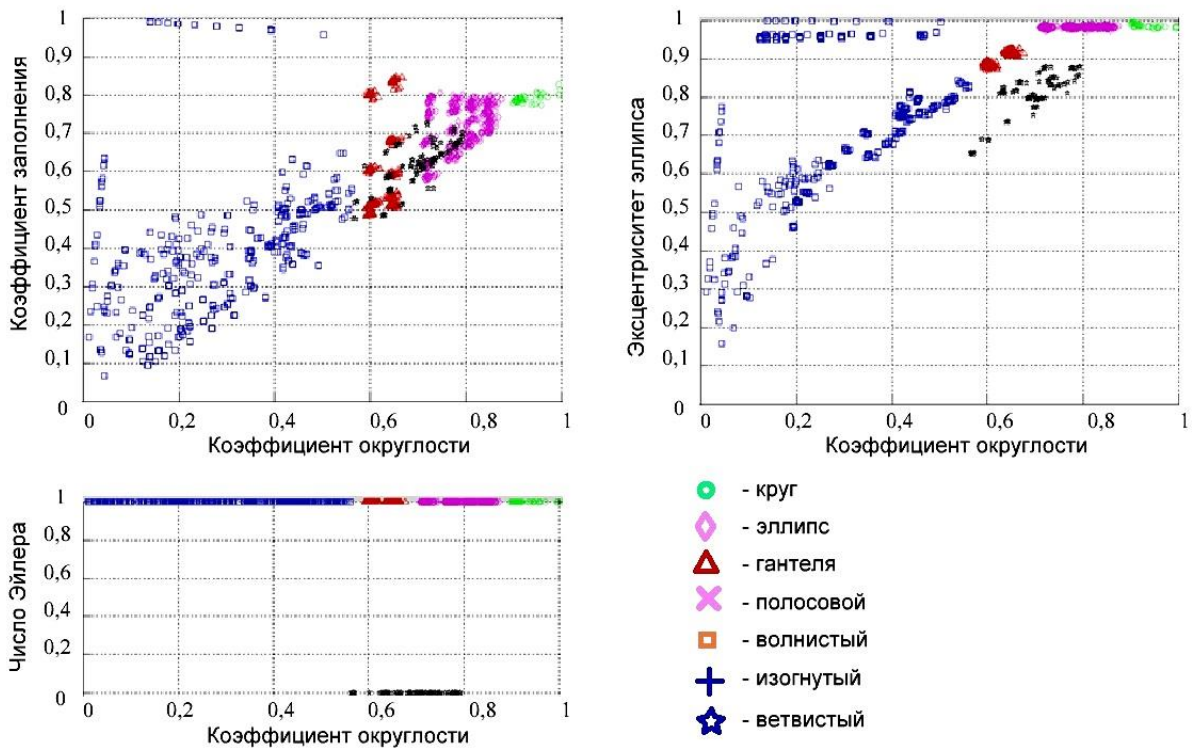 Коэффициент заполнения
1
0,9
0,8
0,7
0,6
0,5
0,4
0,3
0,2
0,1
0
0 0,2 0,4 0,6 0,8 1
Коэффициент округлости
Эксцентриситет эллипса
1
0,9
0,8
0,7
0,6
0,5
0,4
0,3
0,2
0,1
0
0 0,2 0,4 0,6 0,8 1
Коэффициент округлости
Число Эйлера
1
0,8
0,6
0,4
0,2
0
0 0,2 0,4 0,6 0,8 1
Коэффициент округлости
- круг
- эллипс
- гантеля
- полосовой
- волнистый
- изогнутый
- ветвистый